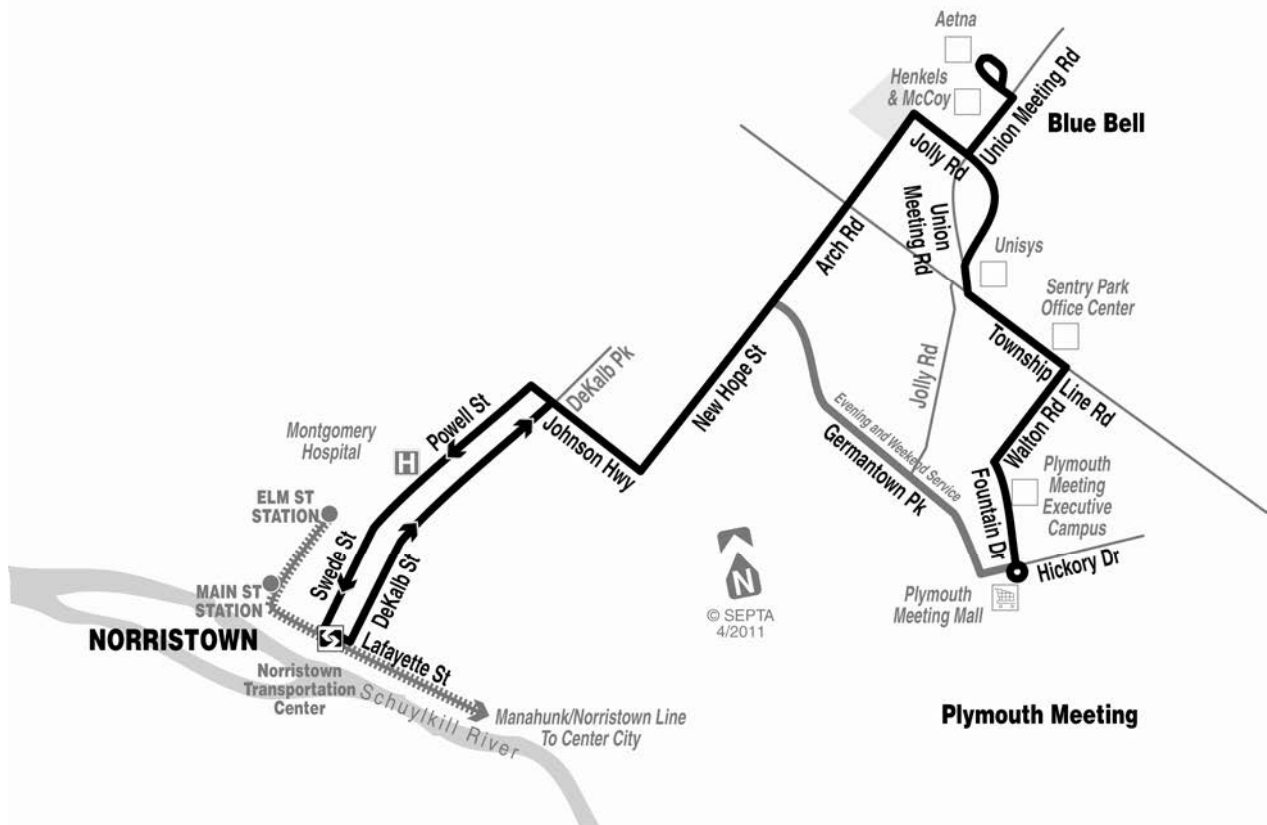 Aetna
Henkels
& McCoy
Union Meeting Rd
Blue Bell
Jolly Rd
Union
Meeting Rd
Arch Rd
Unisys
Sentry Park
Office Center
Township
Line Rd
Jolly Rd
New Hope St
DeKalb Pk
Powell St
Johnson Hwy
Evening and Weekend Service
Germantown Pk
Walton Rd
Montgomery
Hospital
H
Fountain Dr
Plymouth
Meeting
Executive
Campus
ELM ST
STATION
Swede St
DeKalb St
Hickory Dr
MAIN ST
STATION
N
© SEPTA
4/2011
Plymouth
Meeting Mall
NORRISTOWN
Lafayette St
Norristown
Transportation
Center
Schuylkill River
Manahunk/Norristown Line
To Center City
Plymouth Meeting